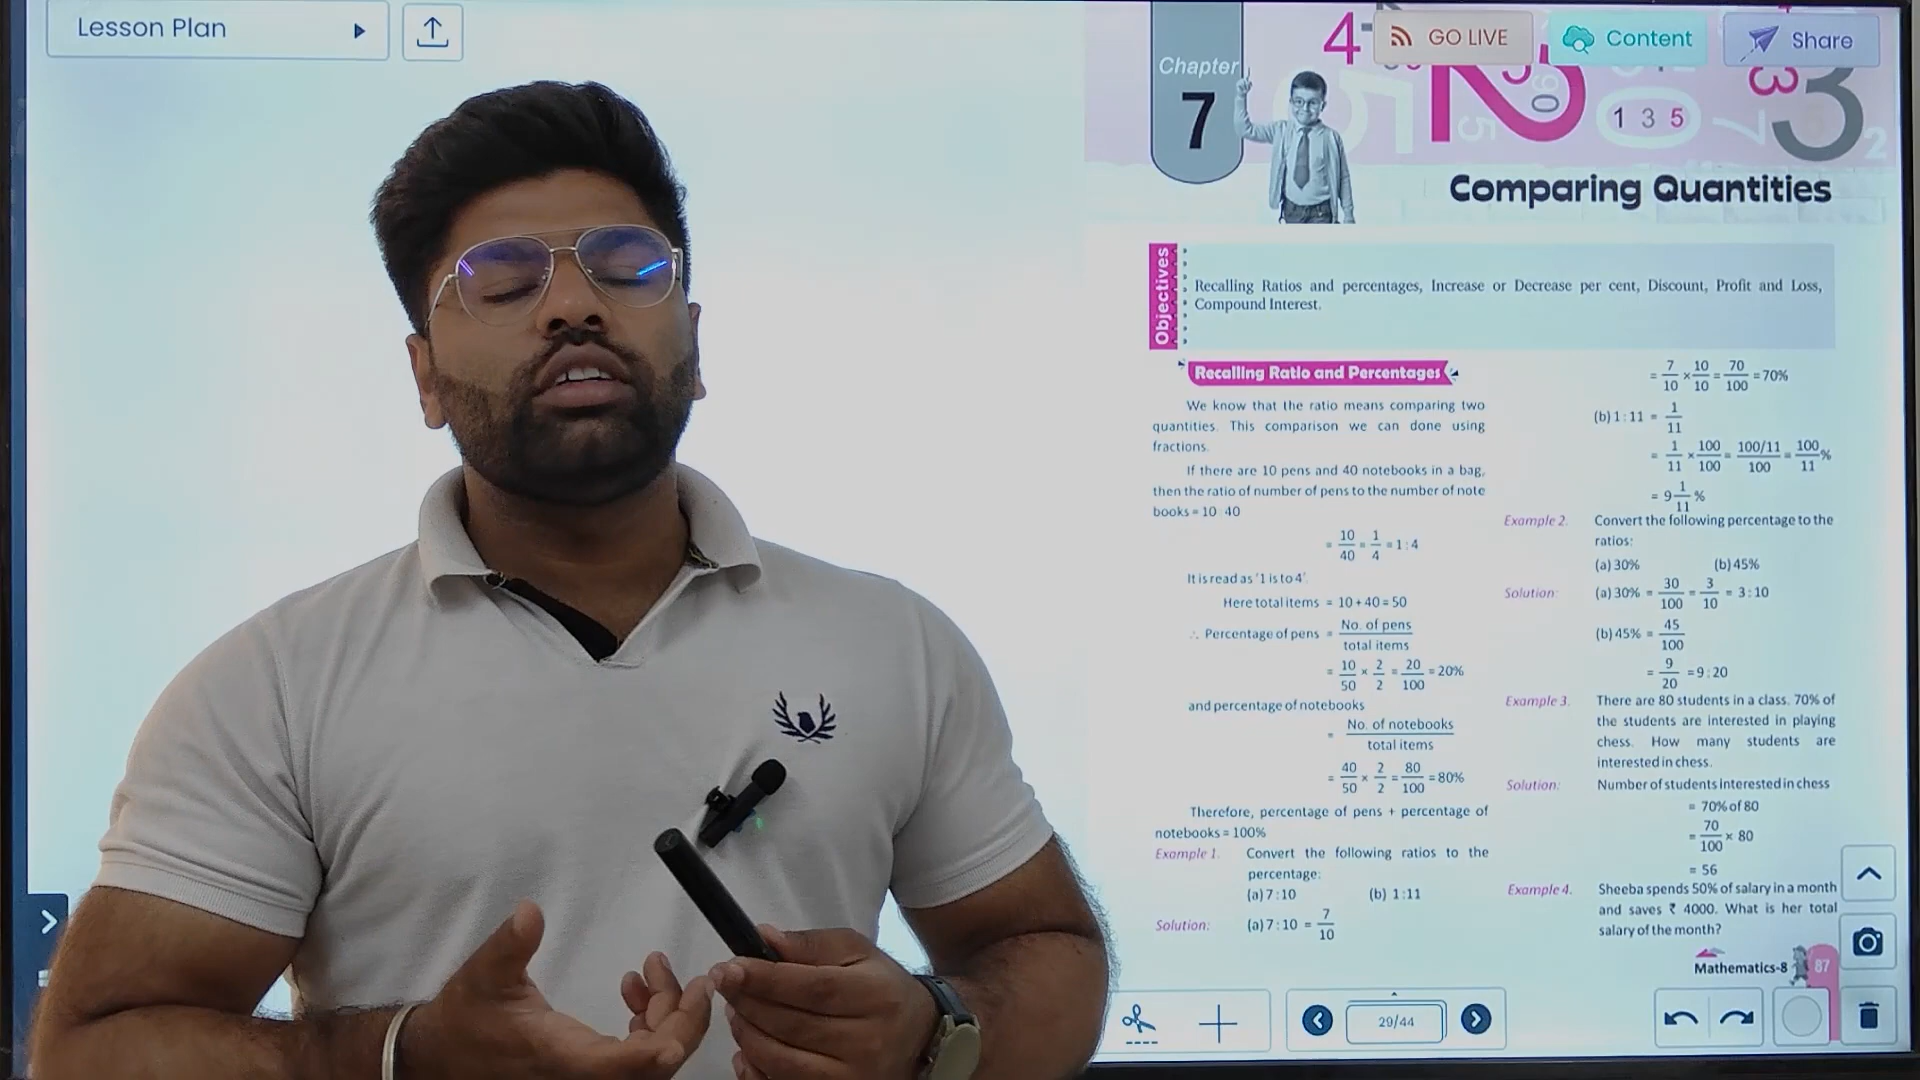 Lesson Plan
GO LIVE
Content
Share
Chapter
7
4
2
3
1 3 5
Comparing Quantities
Objectives
Recalling Ratios and percentages, Increase or Decrease per cent, Discount, Profit and Loss,
Compound Interest.
Recalling Ratio and Percentages
We know that the ratio means comparing two
quantities. This comparison we can done using
fractions.
If there are 10 pens and 40 notebooks in a bag,
then the ratio of number of pens to the number of note
books = 10 40
= 10/40 = 1/4 = 1 : 4
It is read as '1 is to 4'.
Here total items = 10 + 40 = 50
∴ Percentage of pens = No. of pens / total items
= 10/50 × 2/2 = 20/100 = 20%
and percentage of notebooks
= No. of notebooks / total items
= 40/50 × 2/2 = 80/100 = 80%
Therefore, percentage of pens + percentage of
notebooks = 100%
Example 1. Convert the following ratios to the
percentage:
(a) 7 : 10 (b) 1:11
Solution: (a) 7 : 10 = 7/10
= 7/10 × 10/10 = 70/100 = 70%
(b) 1 : 11 = 1/11
= 1/11 × 100/100 = 100/11/100 = 100/11 %
= 9 1/11 %
Example 2. Convert the following percentage to the
ratios:
(a) 30% (b) 45%
Solution: (a) 30% = 30/100 = 3/10 = 3 : 10
(b) 45% = 45/100
= 9/20 = 9 : 20
Example 3. There are 80 students in a class. 70% of
the students are interested in playing
chess. How many students are
interested in chess.
Solution: Number of students interested in chess
= 70% of 80
= 70/100 × 80
= 56
Example 4. Sheeba spends 50% of salary in a month
and saves ₹ 4000. What is her total
salary of the month?
Mathematics-8 87
29/44